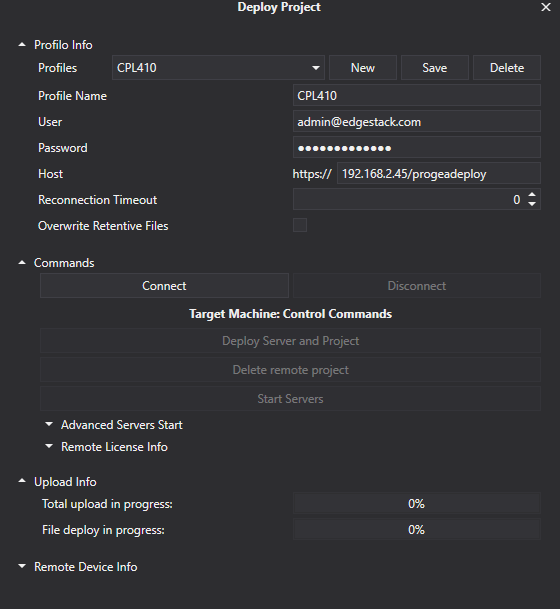 Deploy Project
Profilo Info
Profiles CPL410 New Save Delete
Profile Name CPL410
User admin@edgestack.com
Password ●●●●●●●●●●●●●
Host https:// 192.168.2.45/progeadeploy
Reconnection Timeout 0
Overwrite Retentive Files
Commands
Connect Disconnect
Target Machine: Control Commands
Deploy Server and Project
Delete remote project
Start Servers
Advanced Servers Start
Remote License Info
Upload Info
Total upload in progress: 0%
File deploy in progress: 0%
Remote Device Info